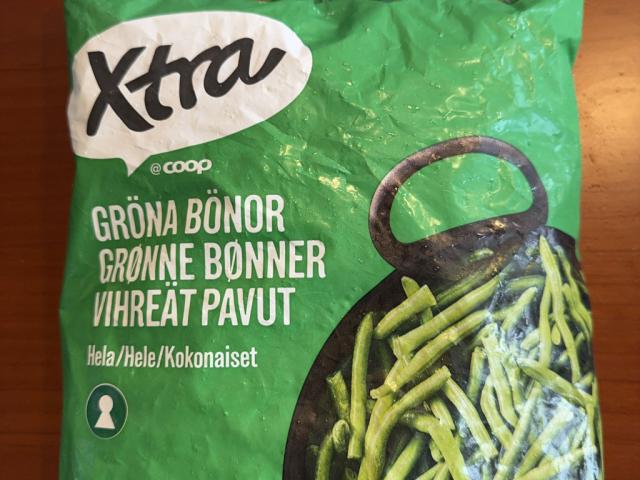 Xtra
@coop
GRÖNA BÖNOR
GRØNNE BØNNER
VIHREÄT PAVUT
Hela/Hele/Kokonaiset